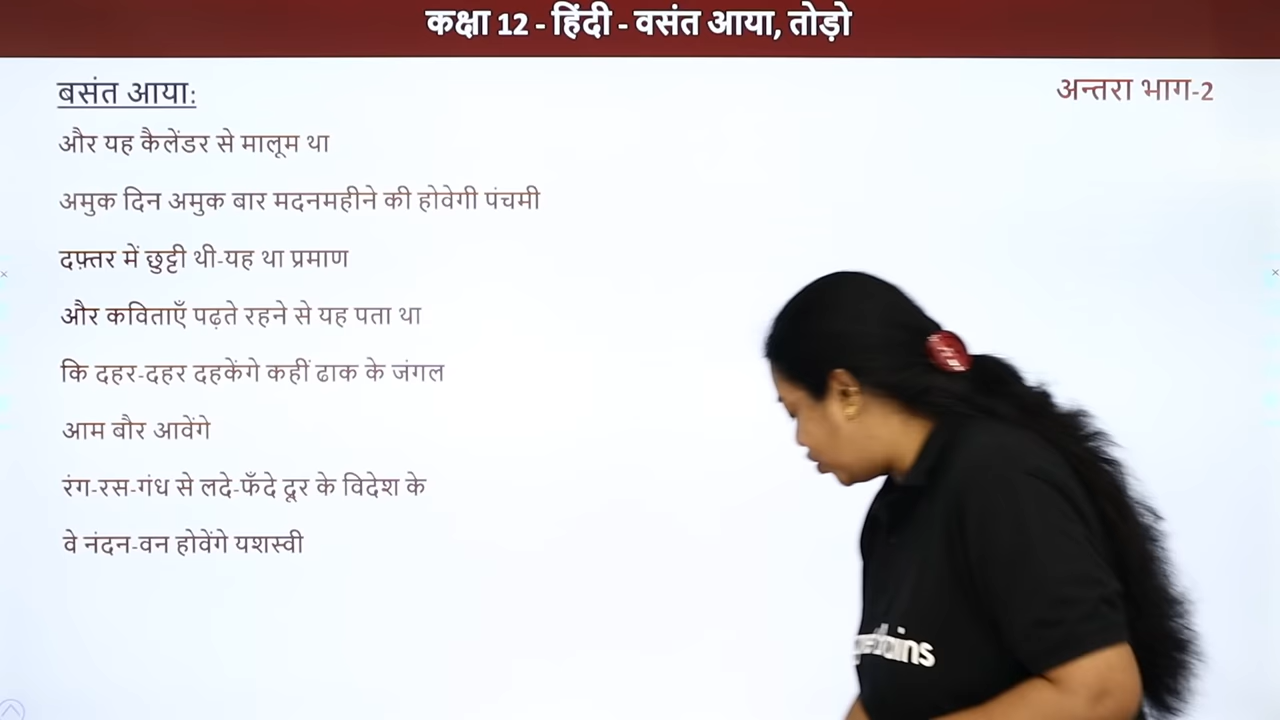 कक्षा 12 - हिंदी - वसंत आया, तोड़ो
बसंत आया:
अन्तरा भाग-2
और यह कैलेंडर से मालूम था
अमुक दिन अमुक बार मदनमहीने की होवेगी पंचमी
दफ़्तर में छुट्टी थी-यह था प्रमाण
और कविताएँ पढ़ते रहने से यह पता था
कि दहर-दहर दहकेंगे कहीं ढाक के जंगल
आम बौर आवेंगे
रंग-रस-गंध से लदे-फँदे दूर के विदेश के
वे नंदन-वन होवेंगे यशस्वी